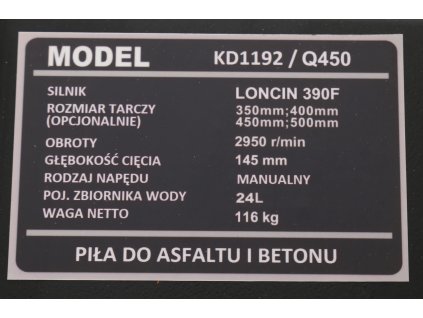 MODEL KD1192 / Q450
SILNIK LONCIN 390F
ROZMIAR TARCZY 350mm;400mm
(OPCJONALNIE) 450mm;500mm
OBROTY 2950 r/min
GŁĘBOKOŚĆ CIĘCIA 145 mm
RODZAJ NAPĘDU MANUALNY
POJ. ZBIORNIKA WODY 24L
WAGA NETTO 116 kg
PIŁA DO ASFALTU I BETONU